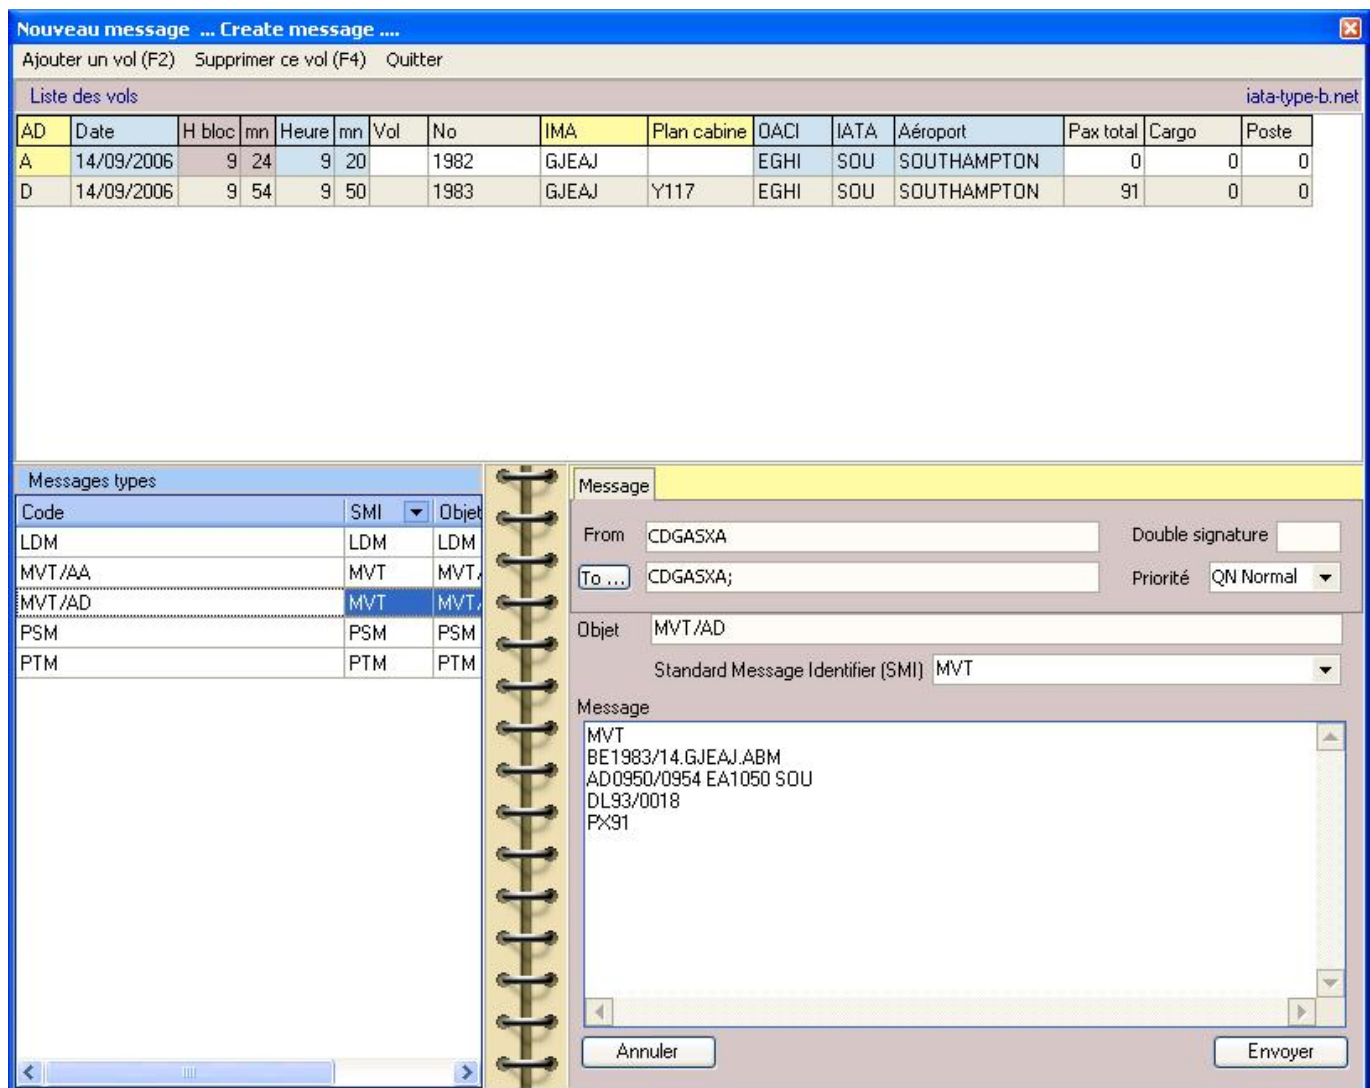 Nouveau message ... Create message ....
Ajouter un vol (F2) Supprimer ce vol (F4) Quitter
Liste des vols iata-type-b.net
AD Date H bloc mn Heure mn Vol No IMA Plan cabine OACI IATA Aéroport Pax total Cargo Poste
A 14/09/2006 9 24 9 20 1982 GJEAJ EGHI SOU SOUTHAMPTON 0 0 0
D 14/09/2006 9 54 9 50 1983 GJEAJ Y117 EGHI SOU SOUTHAMPTON 91 0 0
Messages types
Code SMI Objet
LDM LDM LDM
MVT/AA MVT MVT/
MVT/AD MVT MVT/
PSM PSM PSM
PTM PTM PTM
Message
From CDGASXA Double signature
To ... CDGASXA; Priorité QN Normal
Objet MVT/AD
Standard Message Identifier (SMI) MVT
Message
MVT
BE1983/14.GJEAJ.ABM
AD0950/0954 EA1050 SOU
DL93/0018
PX91
Annuler Envoyer